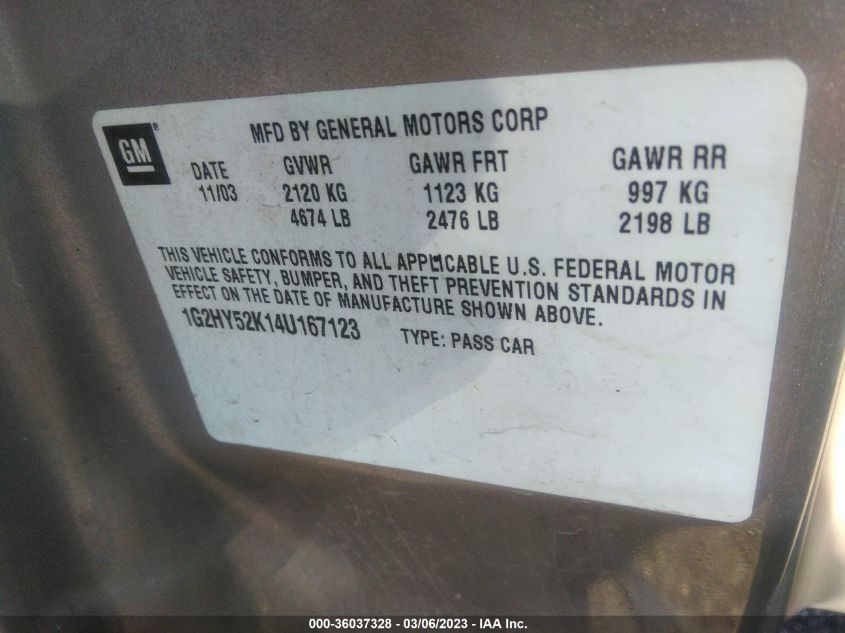 GM®
MFD BY GENERAL MOTORS CORP
DATE GVWR GAWR FRT GAWR RR
11/03 2120 KG 1123 KG 997 KG
4674 LB 2476 LB 2198 LB
THIS VEHICLE CONFORMS TO ALL APPLICABLE U.S. FEDERAL MOTOR
VEHICLE SAFETY, BUMPER, AND THEFT PREVENTION STANDARDS IN
EFFECT ON THE DATE OF MANUFACTURE SHOWN ABOVE.
1G2HY52K14U167123 TYPE: PASS CAR
000-36037328 - 03/06/2023 - IAA Inc.